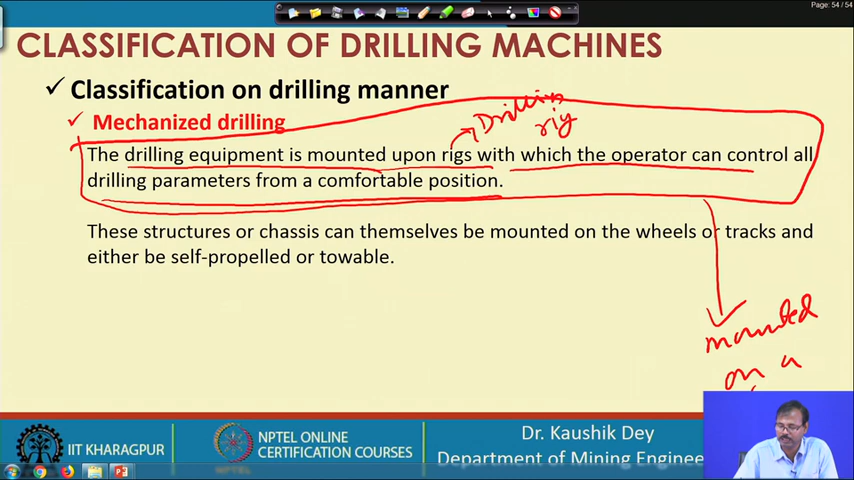 Page: 54 / 54
CLASSIFICATION OF DRILLING MACHINES
✓ Classification on drilling manner
✓ Mechanized drilling
Drilling
rig
The drilling equipment is mounted upon rigs with which the operator can control all
drilling parameters from a comfortable position.
These structures or chassis can themselves be mounted on the wheels or tracks and
either be self-propelled or towable.
mounted
on a
IIT KHARAGPUR
NPTEL ONLINE
CERTIFICATION COURSES
Dr. Kaushik Dey
Department of Mining Enginee